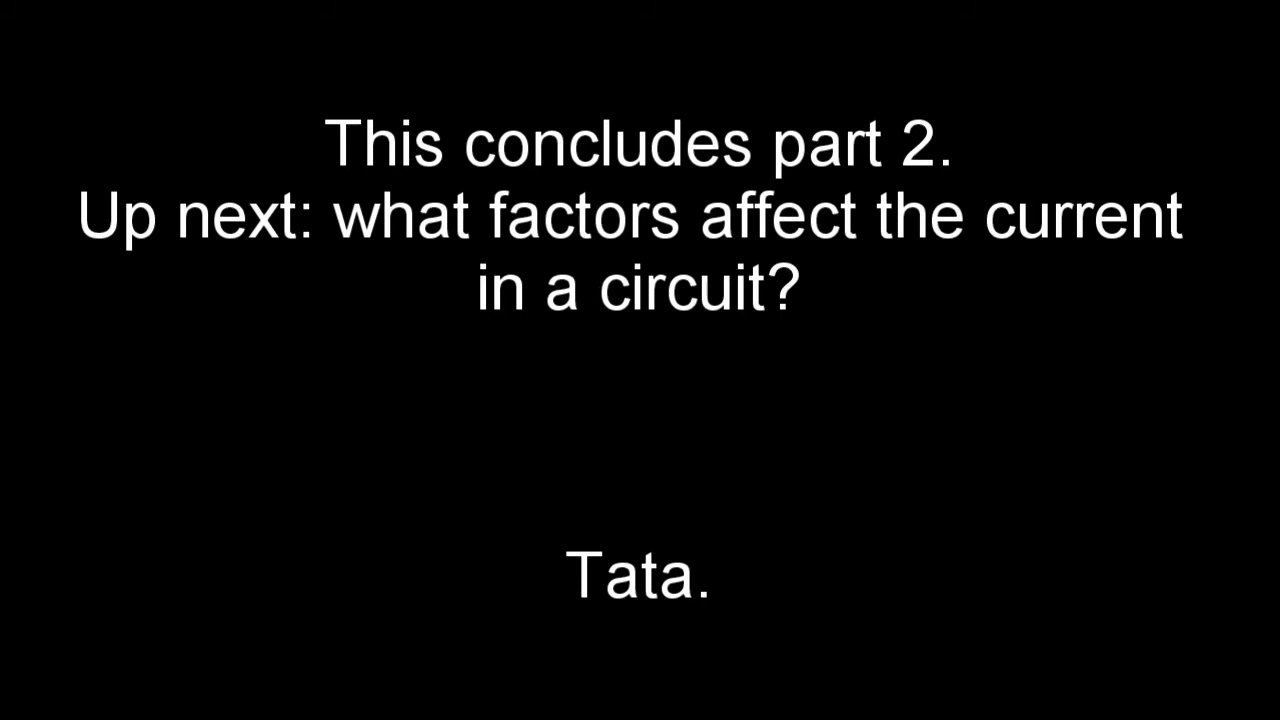 This concludes part 2.
Up next: what factors affect the current
in a circuit?
Tata.